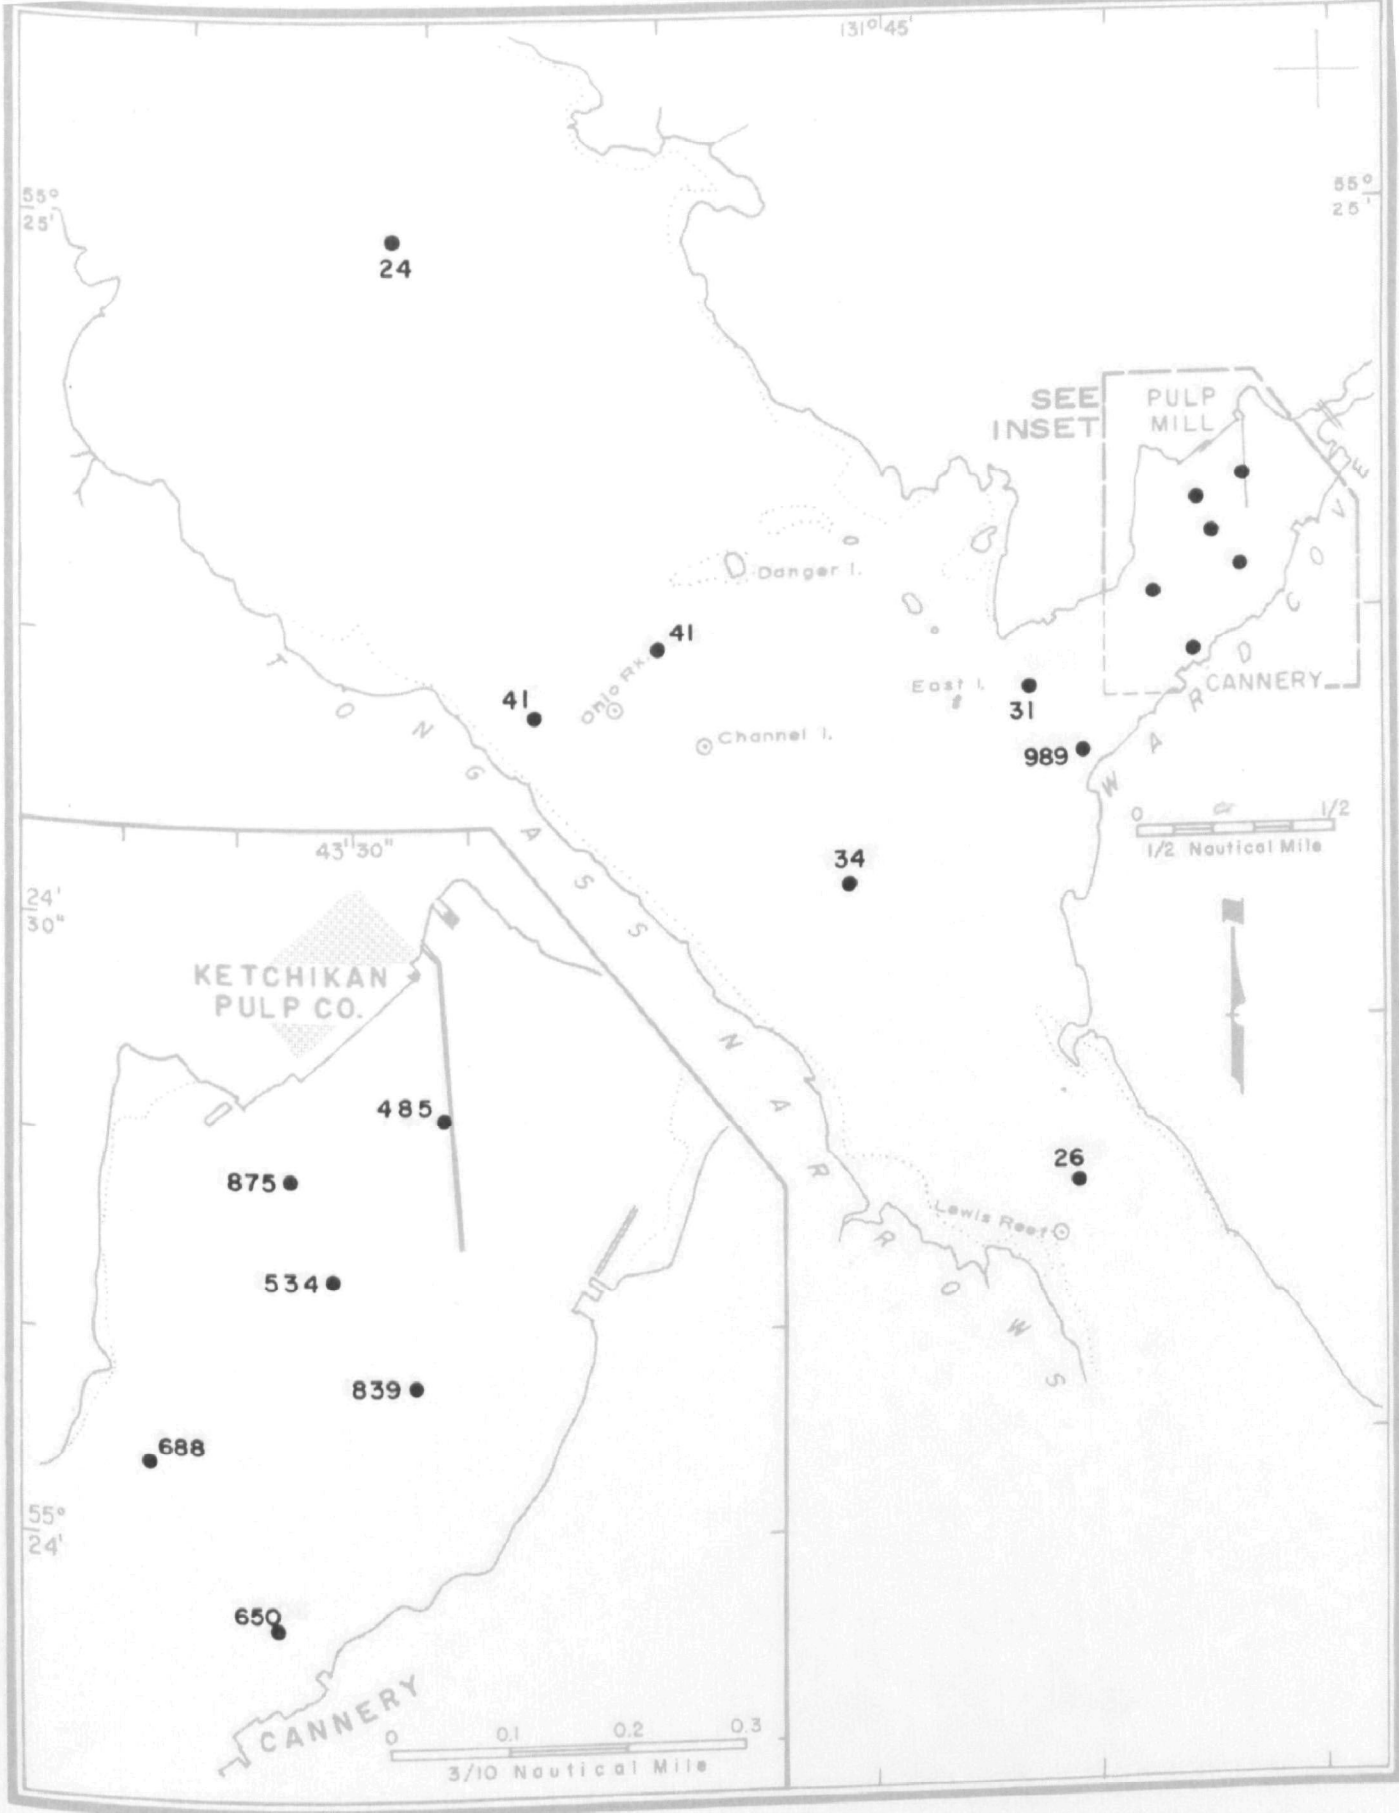 131° 45'
55°
25'
55°
25'
24
SEE
INSET
PULP
MILL
Danger I.
41
Ohio Rk.
41
Channel I.
East I.
31
989
CANNERY
WARD COVE
0 1/2
1/2 Nautical Mile
TONGASS NARROWS
34
26
Lewis Reef
43' 30"
24'
30"
KETCHIKAN
PULP CO.
485
875
534
839
688
55°
24'
650
CANNERY
0 0.1 0.2 0.3
3/10 Nautical Mile